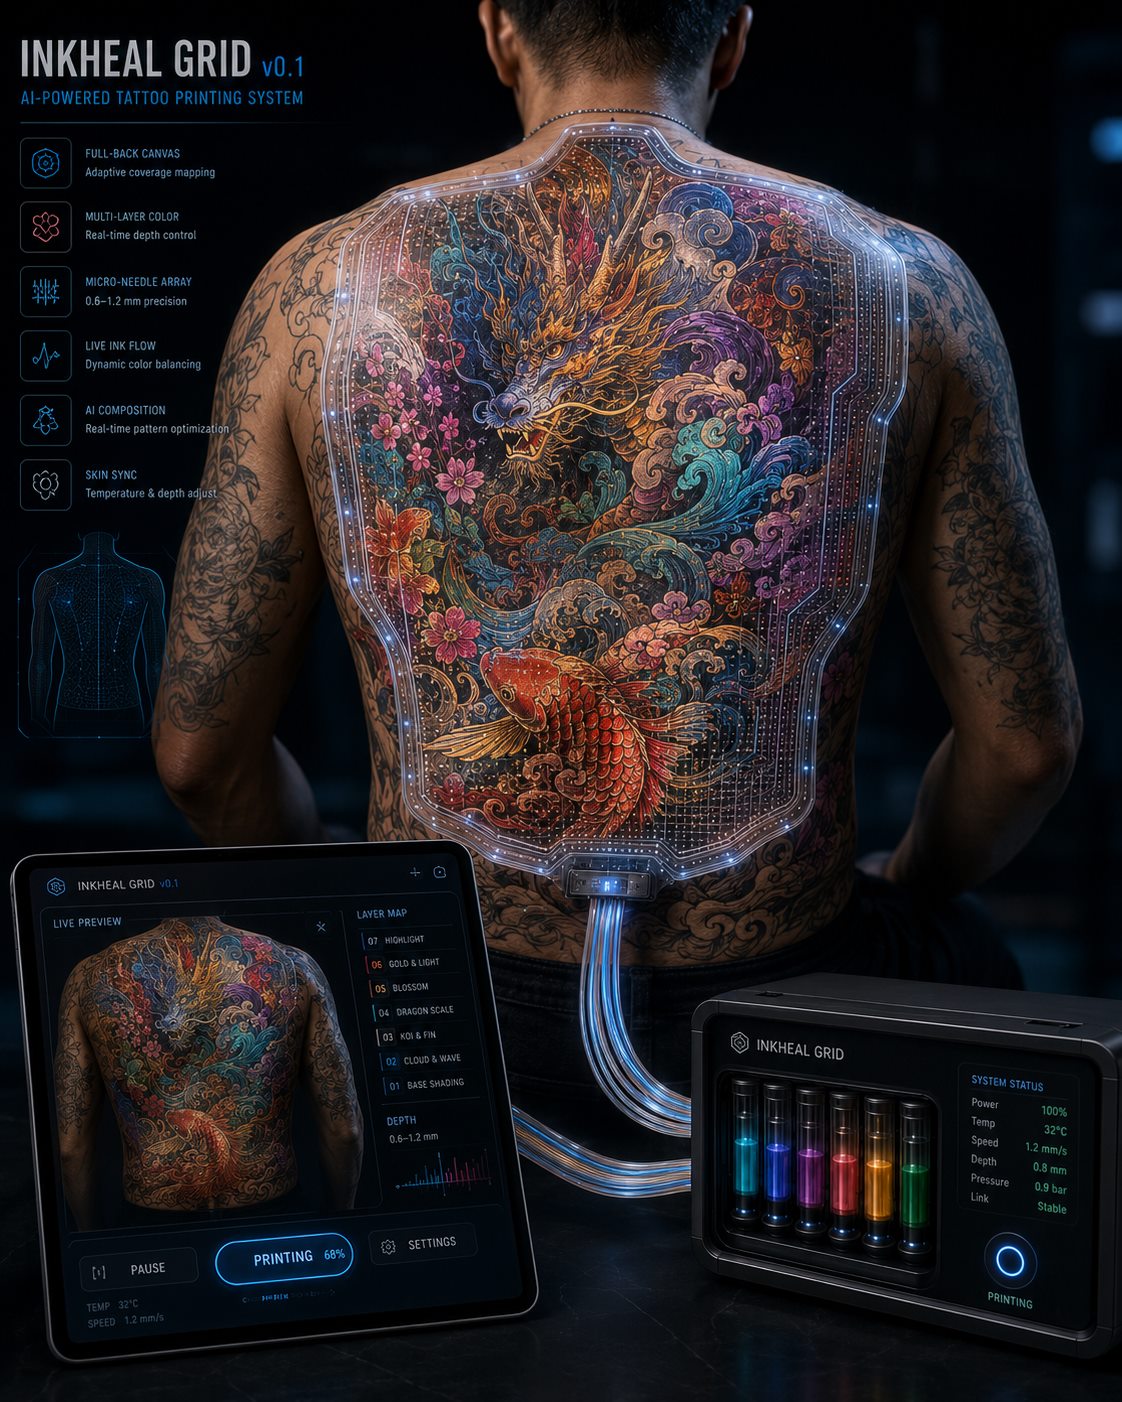 INKHEAL GRID v0.1
AI-POWERED TATTOO PRINTING SYSTEM
FULL-BACK CANVAS
Adaptive coverage mapping
MULTI-LAYER COLOR
Real-time depth control
MICRO-NEEDLE ARRAY
0.6–1.2 mm precision
LIVE INK FLOW
Dynamic color balancing
AI COMPOSITION
Real-time pattern optimization
SKIN SYNC
Temperature & depth adjust
INKHEAL GRID v0.1
LIVE PREVIEW
LAYER MAP
07 HIGHLIGHT
06 GOLD & LIGHT
05 BLOSSOM
04 DRAGON SCALE
03 KOI & FIN
02 CLOUD & WAVE
01 BASE SHADING
DEPTH
0.6–1.2 mm
PAUSE
PRINTING 68%
SETTINGS
TEMP 32°C
SPEED 1.2 mm/s
INKHEAL GRID
SYSTEM STATUS
Power 100%
Temp 32°C
Speed 1.2 mm/s
Depth 0.8 mm
Pressure 0.9 bar
Link Stable
PRINTING